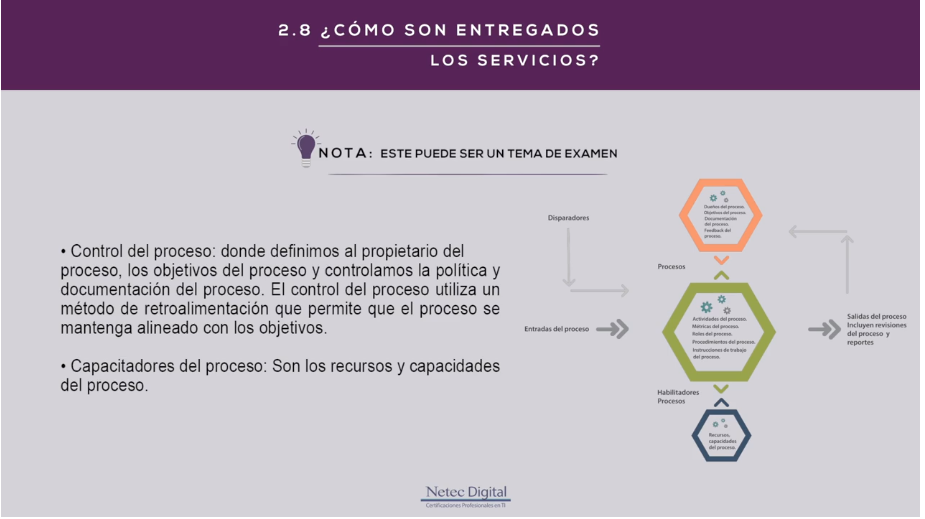 2.8 ¿CÓMO SON ENTREGADOS
LOS SERVICIOS?
NOTA: ESTE PUEDE SER UN TEMA DE EXAMEN
• Control del proceso: donde definimos al propietario del
proceso, los objetivos del proceso y controlamos la política y
documentación del proceso. El control del proceso utiliza un
método de retroalimentación que permite que el proceso se
mantenga alineado con los objetivos.
• Capacitadores del proceso: Son los recursos y capacidades
del proceso.
Disparadores
Dueños del proceso.
Objetivos del proceso.
Documentación
del proceso.
Feedback del
proceso.
Procesos
Entradas del proceso
Actividades del proceso.
Métricas del proceso.
Roles del proceso.
Procedimientos del proceso.
Instrucciones de trabajo
del proceso.
Salidas del proceso
Incluyen revisiones
del proceso y
reportes
Habilitadores
Procesos
Recursos,
capacidades
del proceso.
Netec Digital
Certificaciones Profesionales en TI